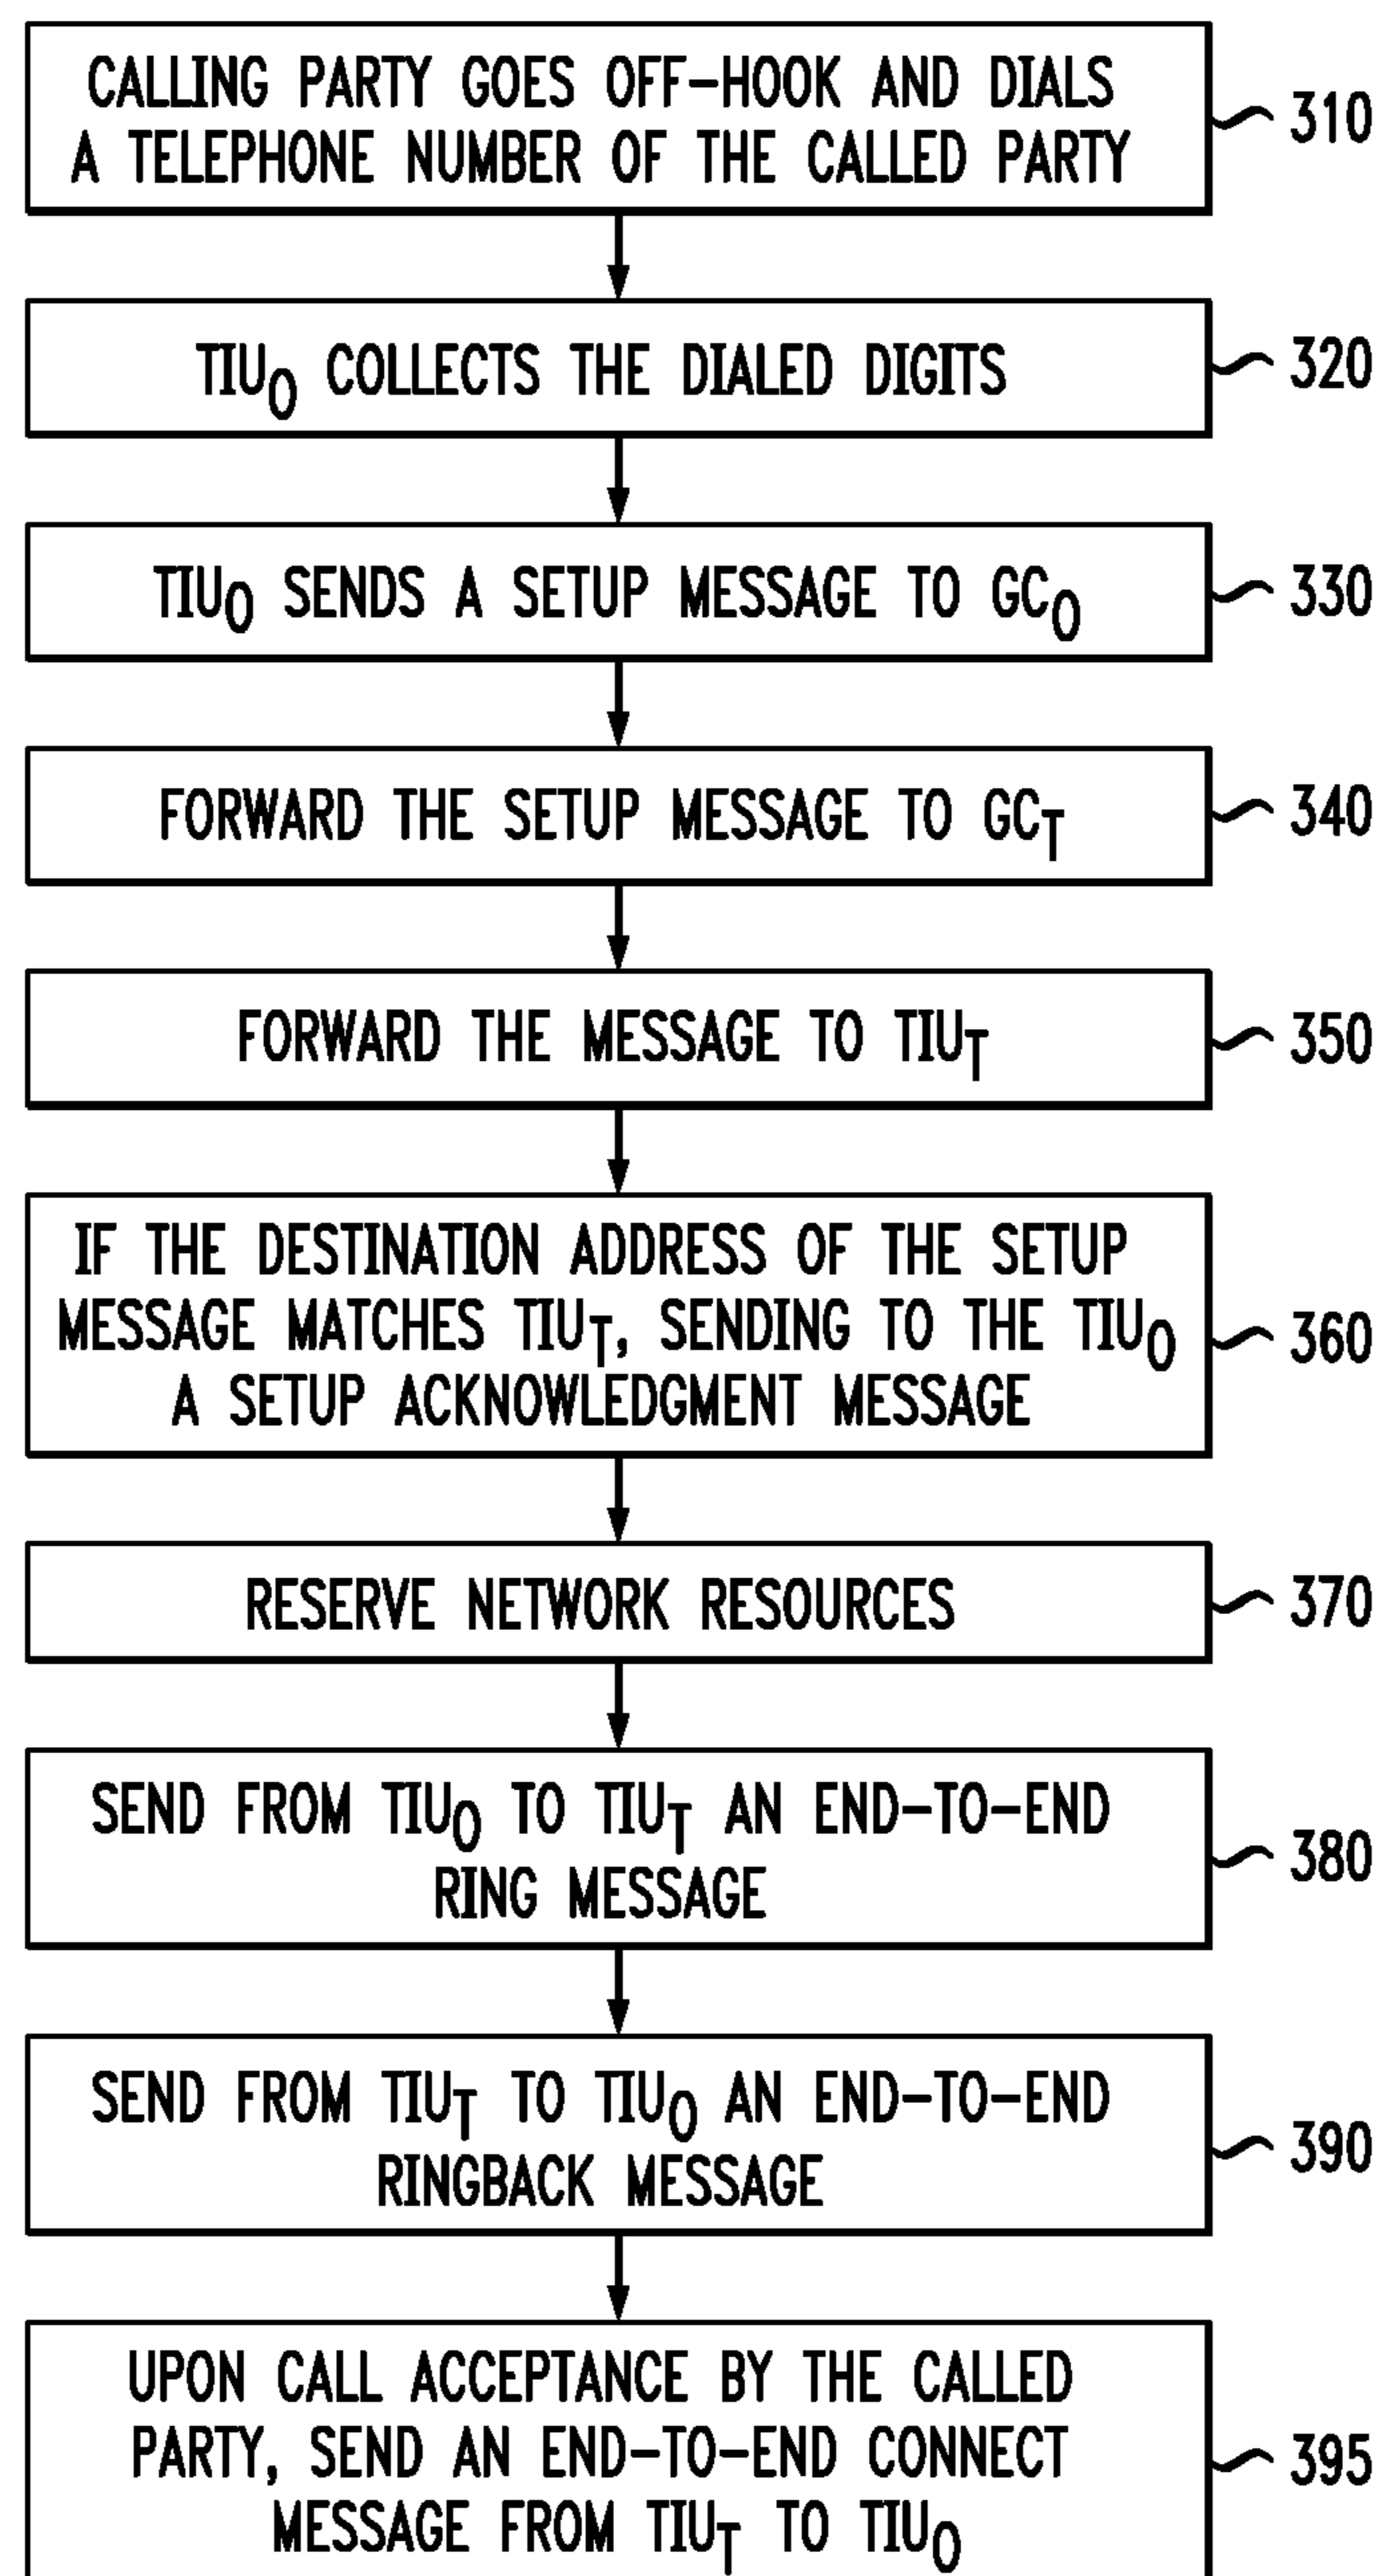 CALLING PARTY GOES OFF-HOOK AND DIALS
A TELEPHONE NUMBER OF THE CALLED PARTY
310
TIUO COLLECTS THE DIALED DIGITS
320
TIUO SENDS A SETUP MESSAGE TO GCO
330
FORWARD THE SETUP MESSAGE TO GCT
340
FORWARD THE MESSAGE TO TIUT
350
IF THE DESTINATION ADDRESS OF THE SETUP
MESSAGE MATCHES TIUT, SENDING TO THE TIUO
A SETUP ACKNOWLEDGMENT MESSAGE
360
RESERVE NETWORK RESOURCES
370
SEND FROM TIUO TO TIUT AN END-TO-END
RING MESSAGE
380
SEND FROM TIUT TO TIUO AN END-TO-END
RINGBACK MESSAGE
390
UPON CALL ACCEPTANCE BY THE CALLED
PARTY, SEND AN END-TO-END CONNECT
MESSAGE FROM TIUT TO TIUO
395